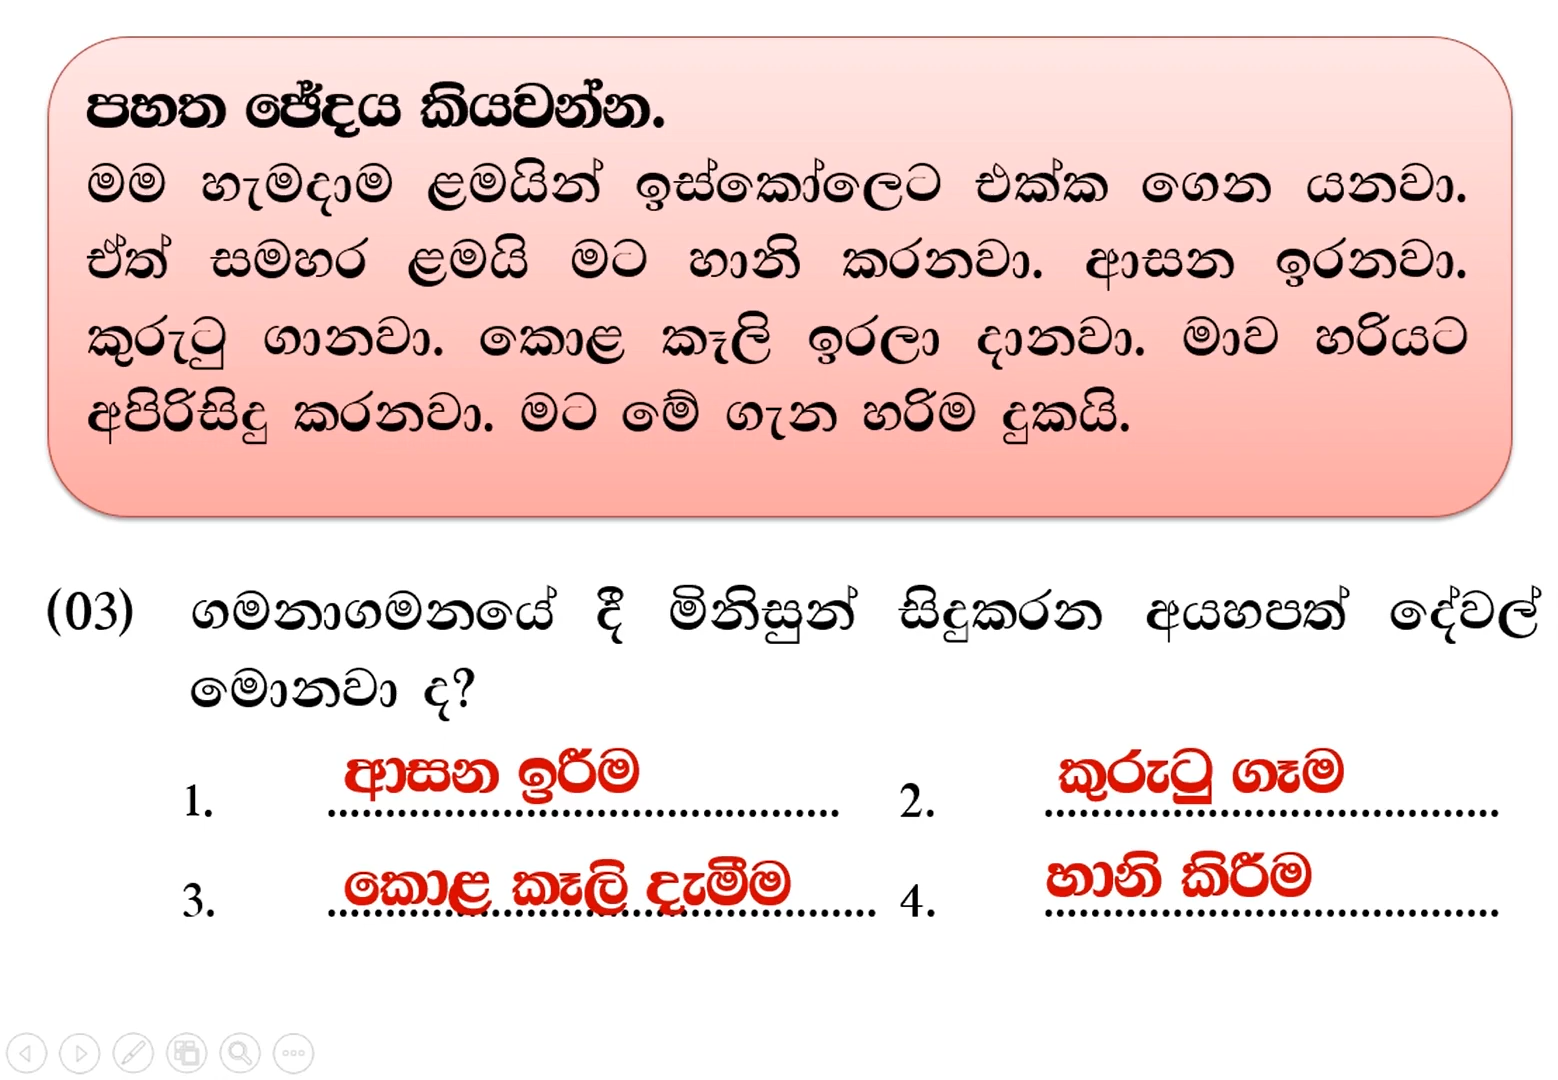 පහත ඡේදය කියවන්න.
මම හැමදාම ළමයින් ඉස්කෝලෙට එක්ක ගෙන යනවා.
ඒත් සමහර ළමයි මට හානි කරනවා. ආසන ඉරනවා.
කුරුටු ගානවා. කොළ කෑලි ඉරලා දානවා. මාව හරියට
අපිරිසිදු කරනවා. මට මේ ගැන හරිම දුකයි.
(03) ගමනාගමනයේ දී මිනිසුන් සිදුකරන අයහපත් දේවල්
මොනවා ද?
1. ආසන ඉරීම 2. කුරුටු ගෑම
3. කොළ කෑලි දැමීම 4. හානි කිරීම